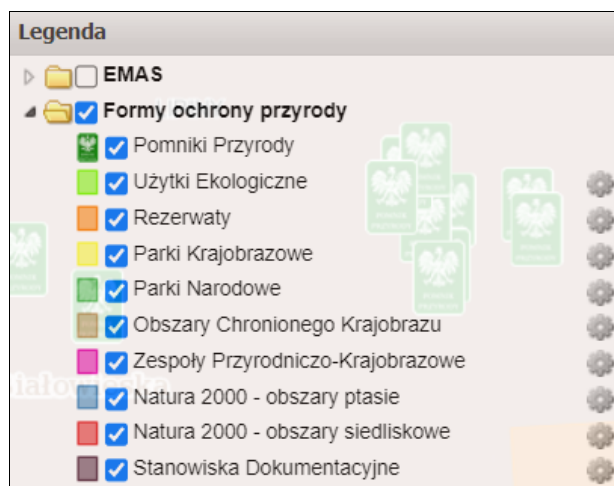 Legenda
EMAS
Formy ochrony przyrody
Pomniki Przyrody
Użytki Ekologiczne
Rezerwaty
Parki Krajobrazowe
Parki Narodowe
Obszary Chronionego Krajobrazu
Zespoły Przyrodniczo-Krajobrazowe
Natura 2000 - obszary ptasie
Natura 2000 - obszary siedliskowe
Stanowiska Dokumentacyjne